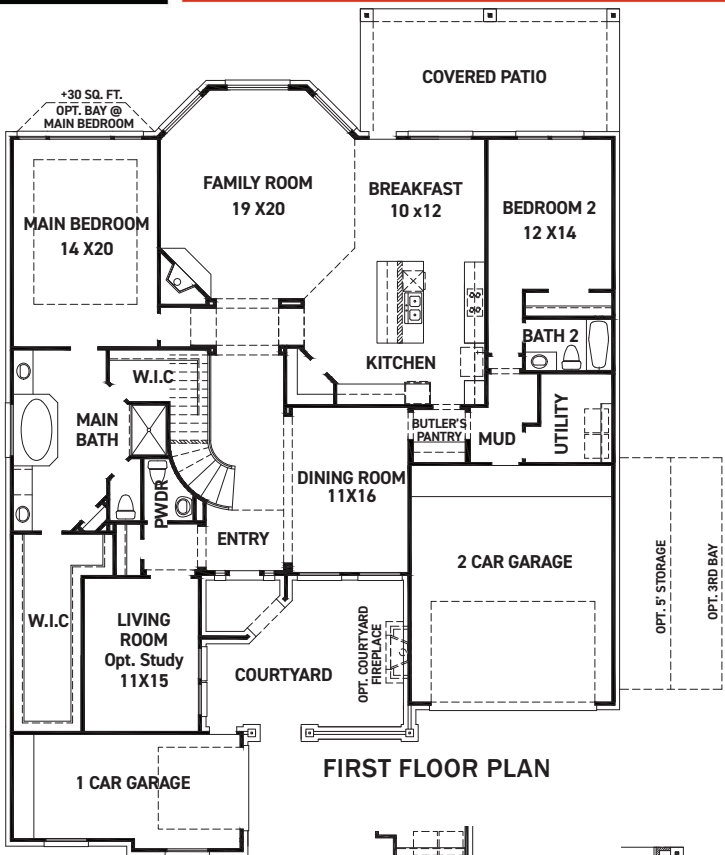 COVERED PATIO
+30 SQ. FT.
OPT. BAY @
MAIN BEDROOM
FAMILY ROOM
19 X20
BREAKFAST
10 x12
BEDROOM 2
12 X14
MAIN BEDROOM
14 X20
BATH 2
KITCHEN
W.I.C
MAIN
BATH
BUTLER'S
PANTRY
MUD
UTILITY
PWDR
DINING ROOM
11X16
ENTRY
2 CAR GARAGE
OPT. 5' STORAGE
OPT. 3RD BAY
W.I.C
LIVING
ROOM
Opt. Study
11X15
COURTYARD
OPT. COURTYARD
FIREPLACE
FIRST FLOOR PLAN
1 CAR GARAGE